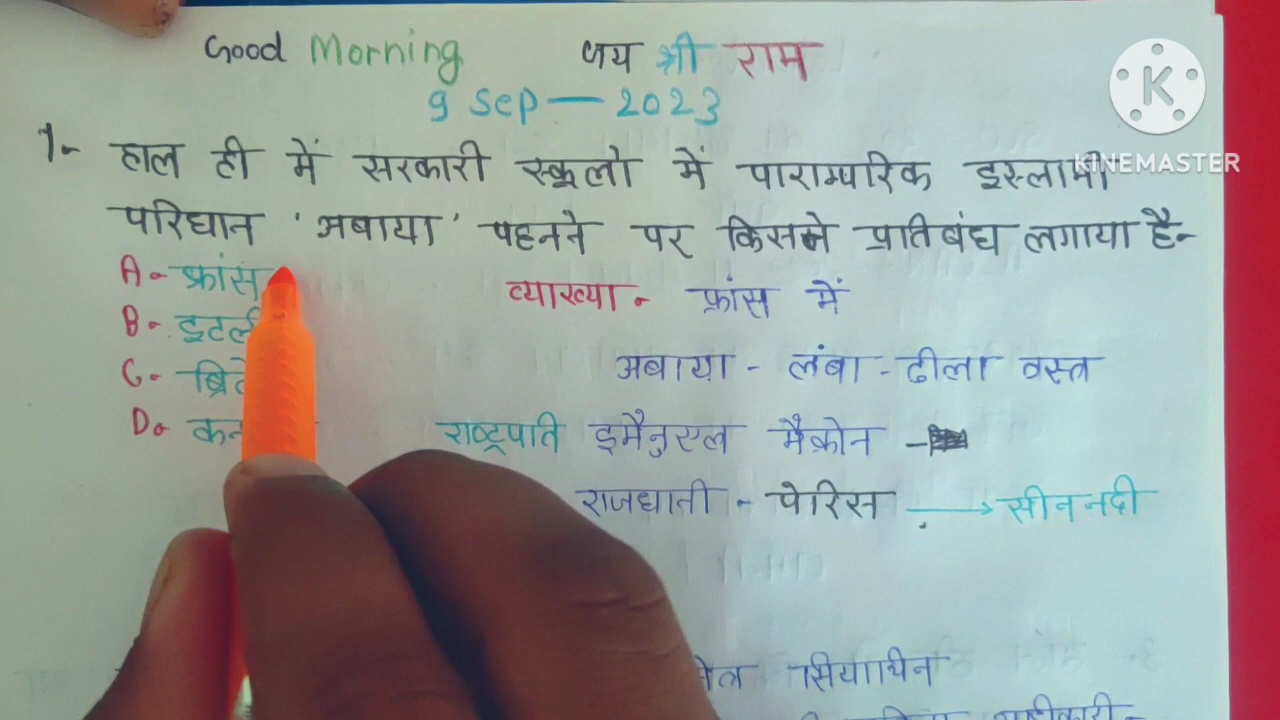 Good Morning जय श्री राम
9 Sep — 2023
K
KINEMASTER
1- हाल ही में सरकारी स्कूलो में पाराम्परिक इस्लामी
परिधान 'अबाया' पहनने पर किसने प्रतिबंध लगाया है-
A- फ्रांस
B- इटली
C- ब्रिटे
D-
व्याख्या - फ्रांस में
अबाया - लंबा - ढीला वस्त्र
राष्ट्रपति इमैनुएल मैक्रोन -
राजधानी - पेरिस → सीन नदी
सियाचिन